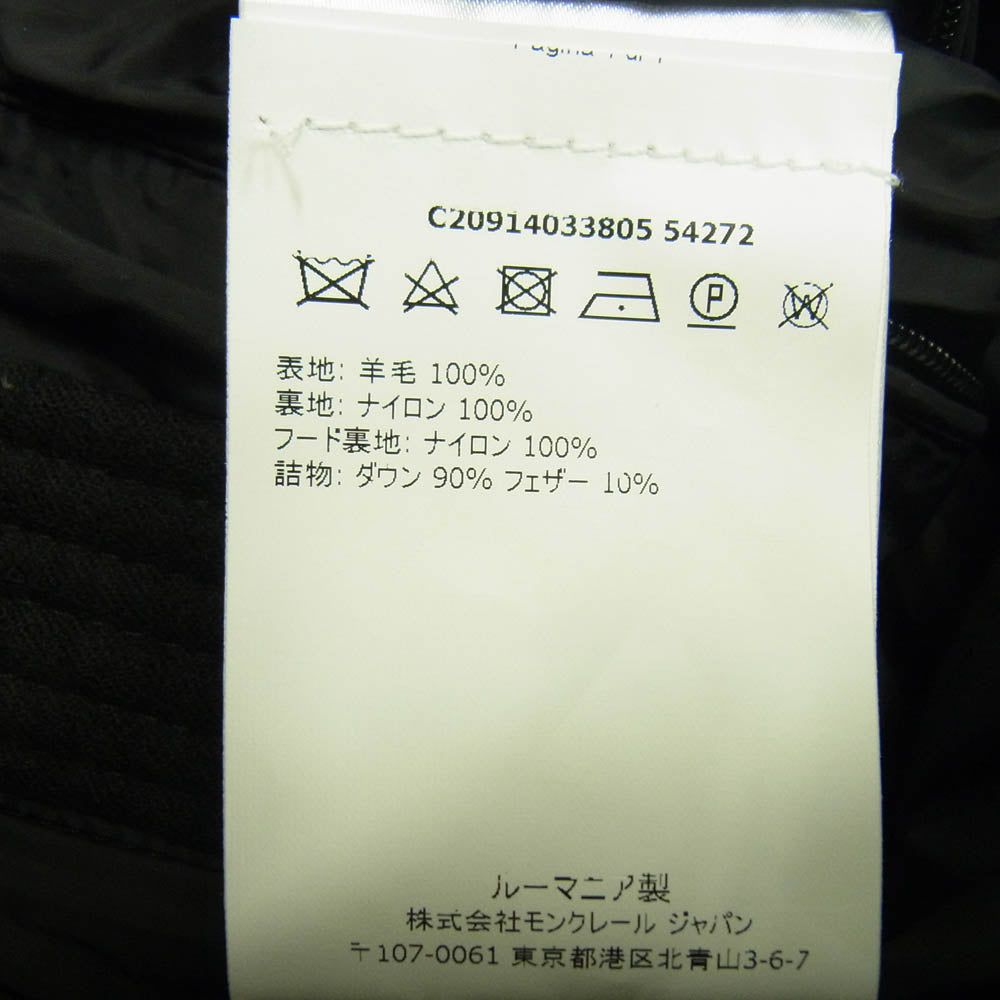 C20914033805 54272
P W
表地: 羊毛 100%
裏地: ナイロン 100%
フード裏地: ナイロン 100%
詰物: ダウン 90% フェザー 10%
ルーマニア製
株式会社モンクレール ジャパン
〒107-0061 東京都港区北青山3-6-7